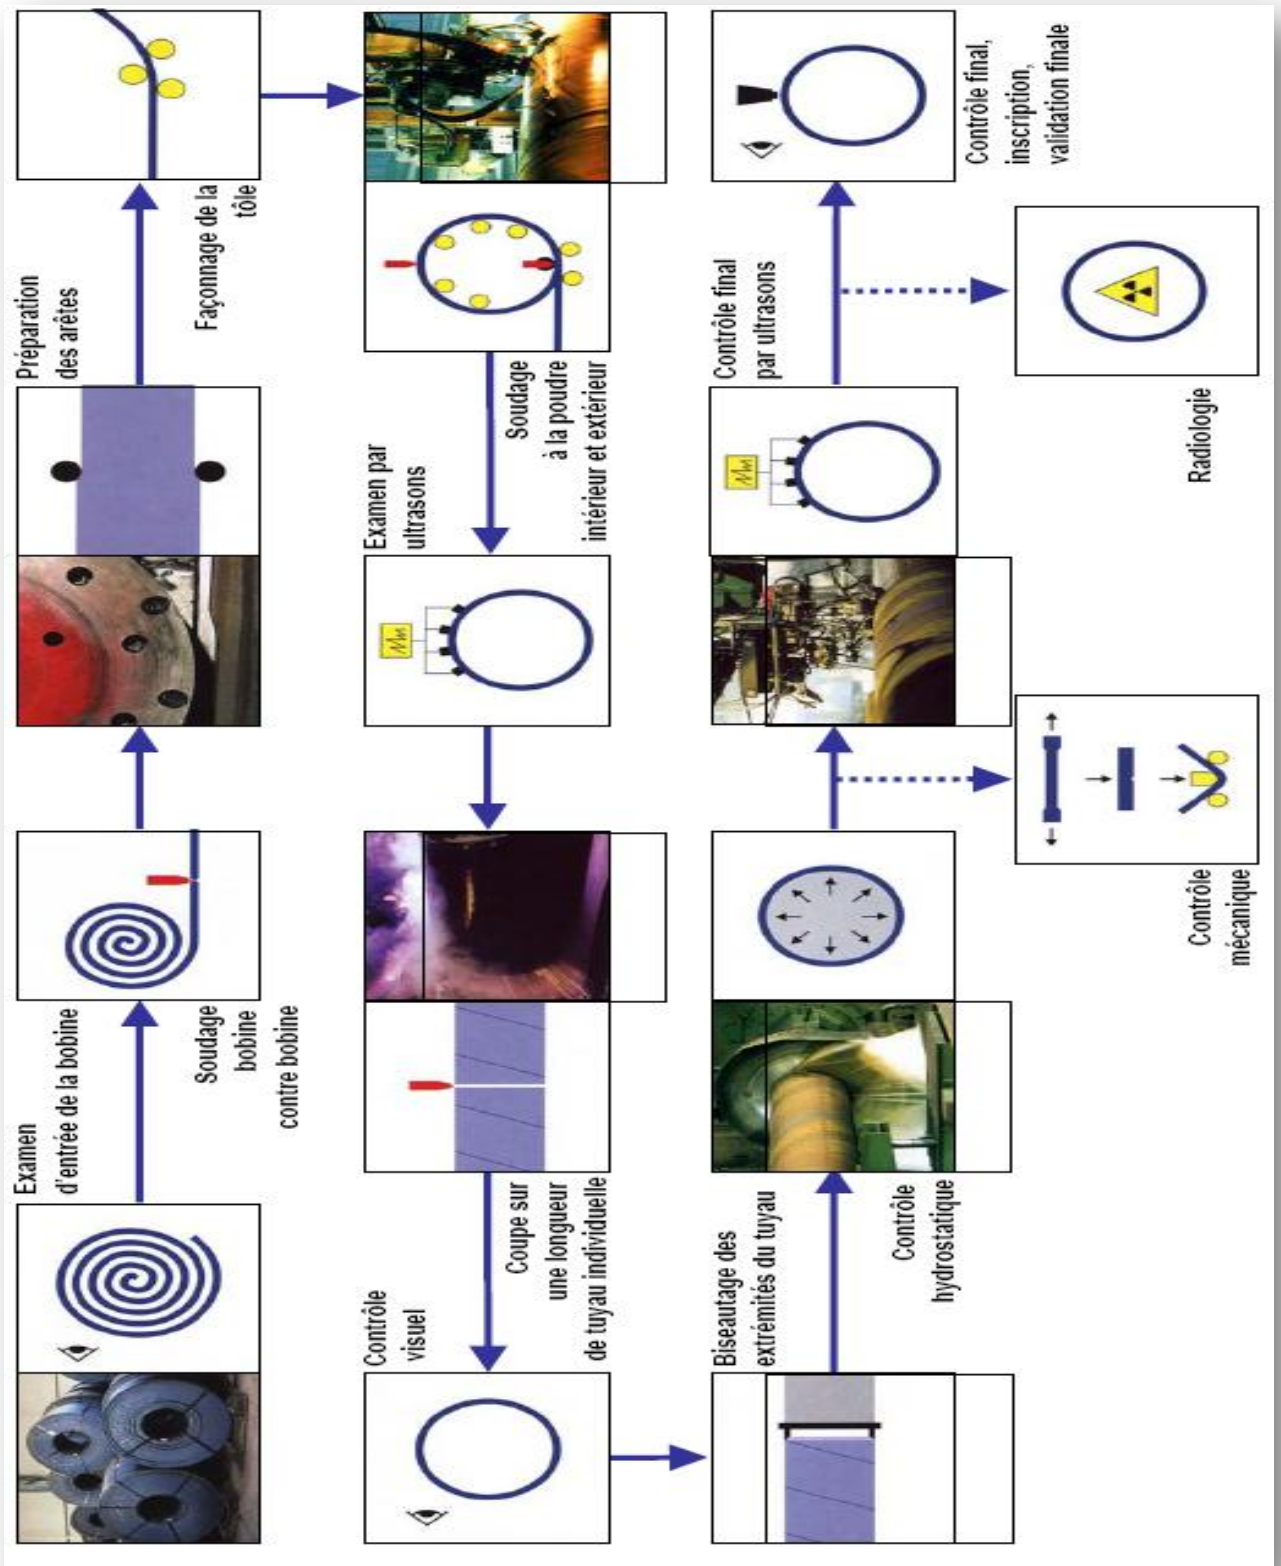 Examen
d'entrée de la bobine
Soudage
bobine
contre bobine
Préparation
des arêtes
Façonnage de la
tôle
Soudage
à la poudre
intérieur et extérieur
Examen par
ultrasons
Coupe sur
une longueur
de tuyau individuelle
Contrôle
visuel
Biseautage des
extrémités du tuyau
Contrôle
hydrostatique
Contrôle
mécanique
Contrôle final
par ultrasons
Radiologie
Contrôle final,
inscription,
validation finale